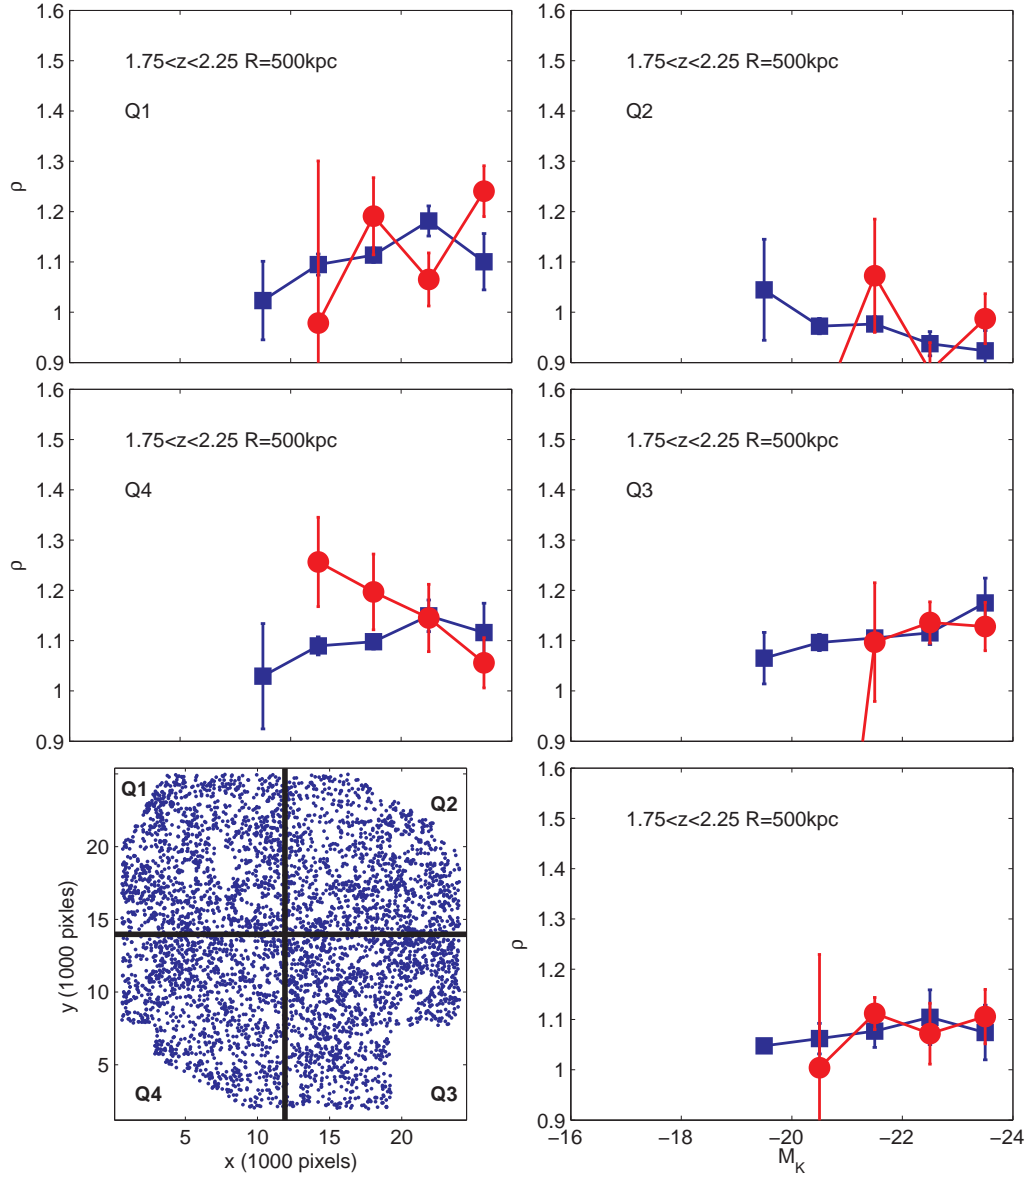 1.6
1.5
1.4
1.3
1.2
1.1
1
0.9
ρ
1.75<z<2.25 R=500kpc
Q1
1.6
1.5
1.4
1.3
1.2
1.1
1
0.9
1.75<z<2.25 R=500kpc
Q2
1.6
1.5
1.4
1.3
1.2
1.1
1
0.9
ρ
1.75<z<2.25 R=500kpc
Q4
1.6
1.5
1.4
1.3
1.2
1.1
1
0.9
1.75<z<2.25 R=500kpc
Q3
Q1
Q2
Q4
Q3
20
15
10
5
y (1000 pixles)
5 10 15 20
x (1000 pixels)
1.6
1.5
1.4
1.3
1.2
1.1
1
0.9
ρ
1.75<z<2.25 R=500kpc
−16 −18 −20 −22 −24
M_K